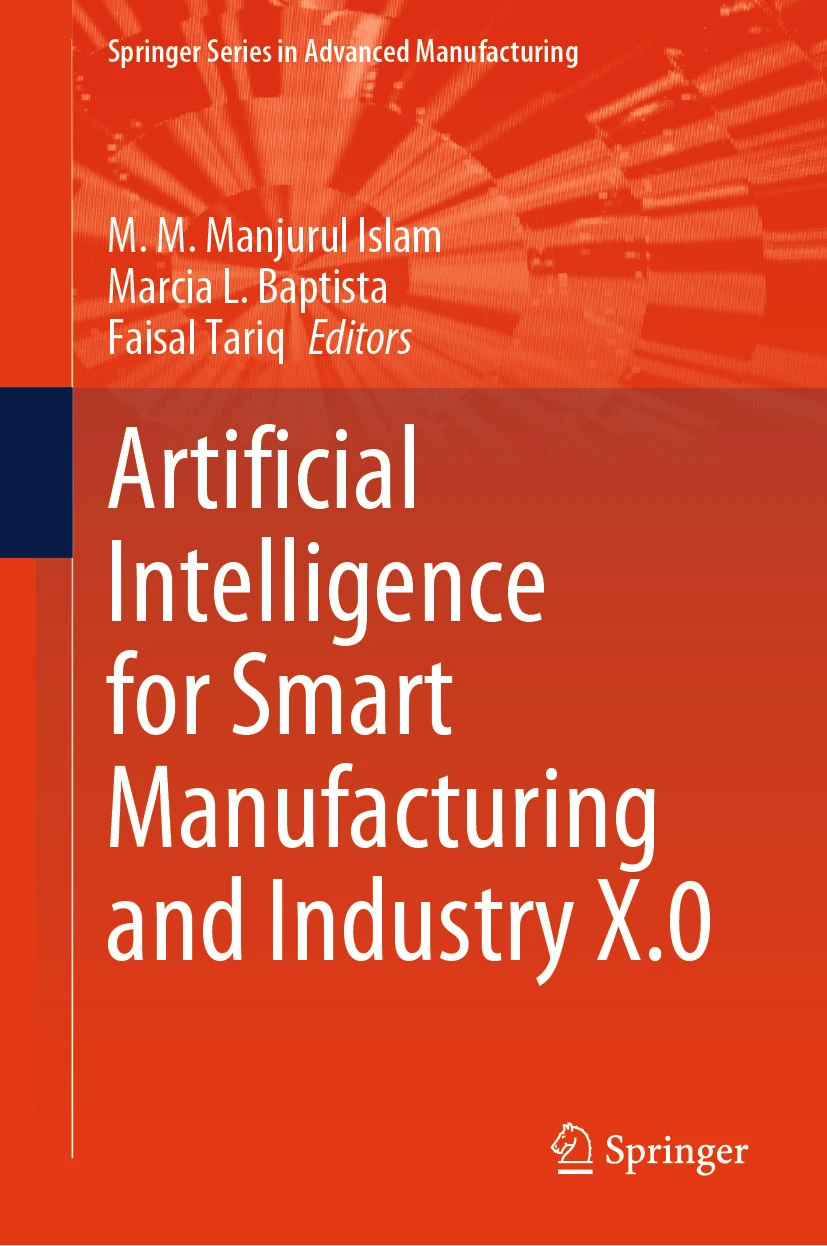 Springer Series in Advanced Manufacturing
M. M. Manjurul Islam
Marcia L. Baptista
Faisal Tariq Editors
Artificial
Intelligence
for Smart
Manufacturing
and Industry X.0
Springer